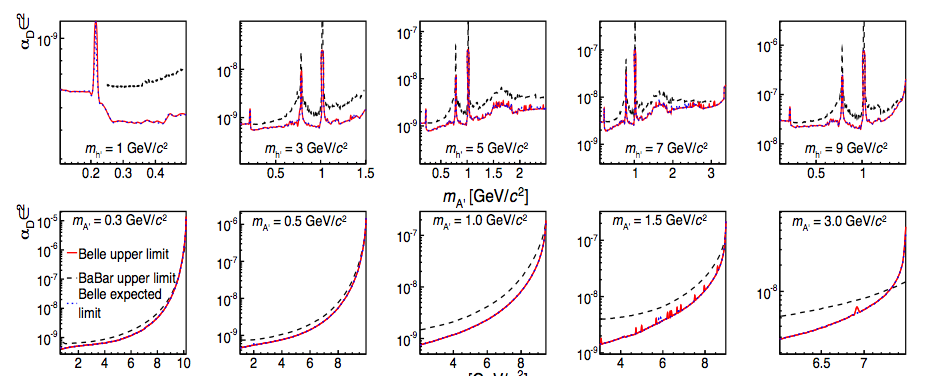 α_D ∈²
10⁻⁹
m_h' = 1 GeV/c²
0.2 0.3 0.4
10⁻⁸
10⁻⁹
m_h' = 3 GeV/c²
0.5 1 1.5
10⁻⁷
10⁻⁸
10⁻⁹
m_h' = 5 GeV/c²
0.5 1 1.5 2
10⁻⁷
10⁻⁸
10⁻⁹
m_h' = 7 GeV/c²
1 2 3
10⁻⁶
10⁻⁷
10⁻⁸
m_h' = 9 GeV/c²
0.5 1
m_A' [GeV/c²]
α_D ∈²
10⁻⁵
10⁻⁶
10⁻⁷
10⁻⁸
10⁻⁹
m_A' = 0.3 GeV/c²
Belle upper limit
BaBar upper limit
Belle expected
limit
2 4 6 8 10
10⁻⁶
10⁻⁷
10⁻⁸
10⁻⁹
m_A' = 0.5 GeV/c²
2 4 6 8
10⁻⁷
10⁻⁸
10⁻⁹
m_A' = 1.0 GeV/c²
4 6 8
10⁻⁷
10⁻⁸
10⁻⁹
m_A' = 1.5 GeV/c²
4 6 8
10⁻⁸
m_A' = 3.0 GeV/c²
6.5 7